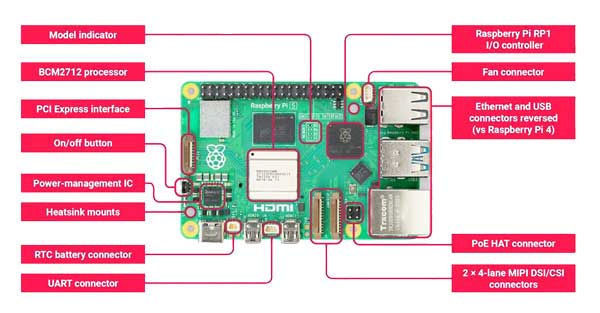 Model indicator
BCM2712 processor
PCI Express interface
On/off button
Power-management IC
Heatsink mounts
RTC battery connector
UART connector
Raspberry Pi RP1
I/O controller
Fan connector
Ethernet and USB
connectors reversed
(vs Raspberry Pi 4)
PoE HAT connector
2 × 4-lane MIPI DSI/CSI
connectors
Raspberry Pi 5
HDMI
Trxcom